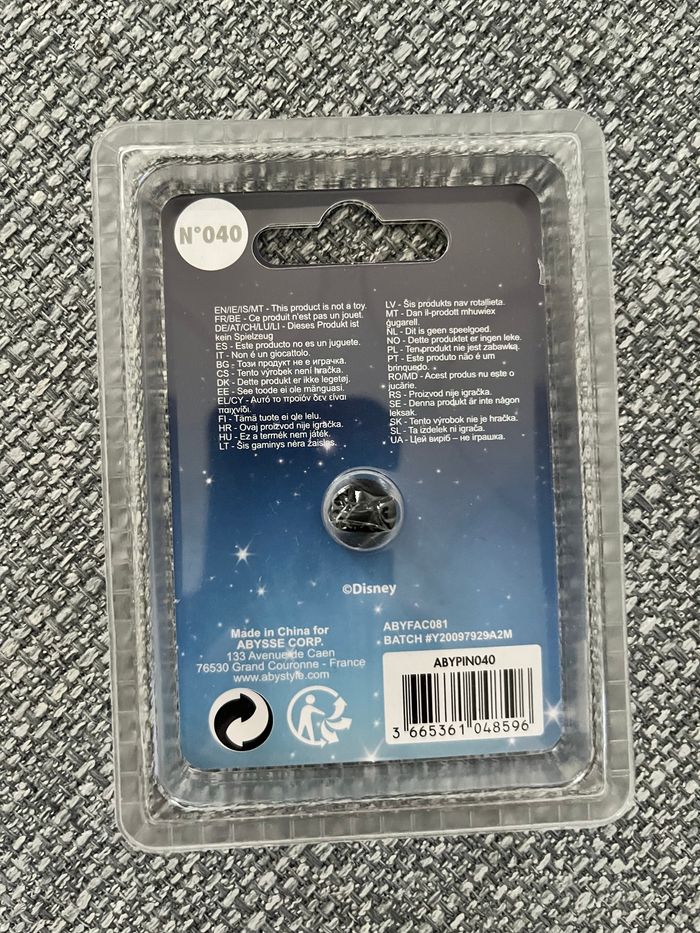 N°040
EN/IE/IS/MT - This product is not a toy.
FR/BE - Ce produit n'est pas un jouet.
DE/AT/CH/LU/LI - Dieses Produkt ist
kein Spielzeug
ES - Este producto no es un juguete.
IT - Non é un giocattolo.
BG - Този продукт не е играчка.
CS - Tento výrobek není hračka.
DK - Dette produkt er ikke legetøj.
EE - See toode ei ole mänguasi.
EL/CY - Αυτό το προϊόν δεν είναι
παιχνίδι.
FI - Tämä tuote ei ole lelu.
HR - Ovaj proizvod nije igračka.
HU - Ez a termék nem játék.
LT - Šis gaminys nėra žaislas.
LV - Šis produkts nav rotaļlieta.
MT - Dan il-prodott mhuwiex
ġugarell.
NL - Dit is geen speelgoed.
NO - Dette produktet er ingen leke.
PL - Ten produkt nie jest zabawką.
PT - Este produto não é um
brinquedo.
RO/MD - Acest produs nu este o
jucărie.
RS - Proizvod nije igračka.
SE - Denna produkt är inte någon
leksak.
SK - Tento výrobok nie je hračka.
SL - Ta izdelek ni igrača.
UA - Цей виріб – не іграшка.
©Disney
Made in China for
ABYSSE CORP.
133 Avenue de Caen
76530 Grand Couronne - France
www.abystyle.com
ABYFAC081
BATCH #Y20097929A2M
ABYPIN040
3 665361 048596